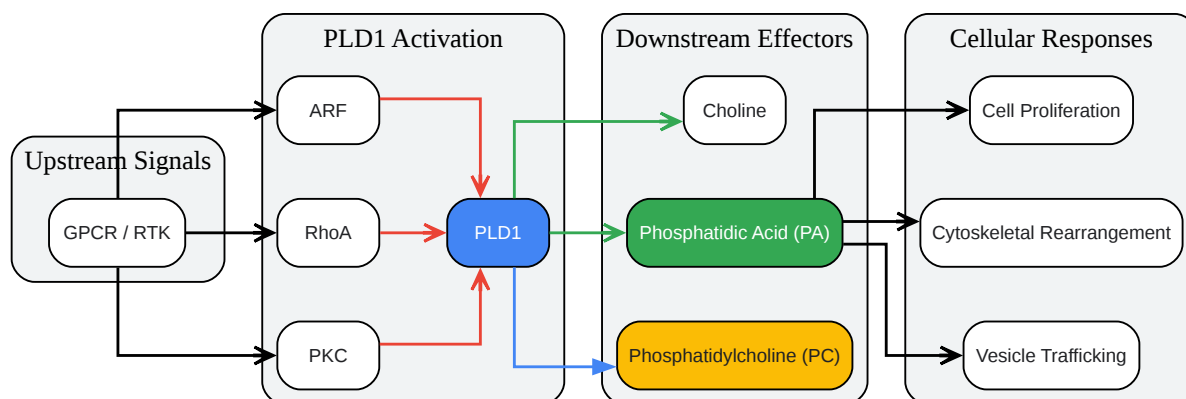 PLD1 Activation
Downstream Effectors
Cellular Responses
ARF
Choline
Cell Proliferation
Upstream Signals
GPCR / RTK
RhoA
PLD1
Phosphatidic Acid (PA)
Cytoskeletal Rearrangement
PKC
Phosphatidylcholine (PC)
Vesicle Trafficking